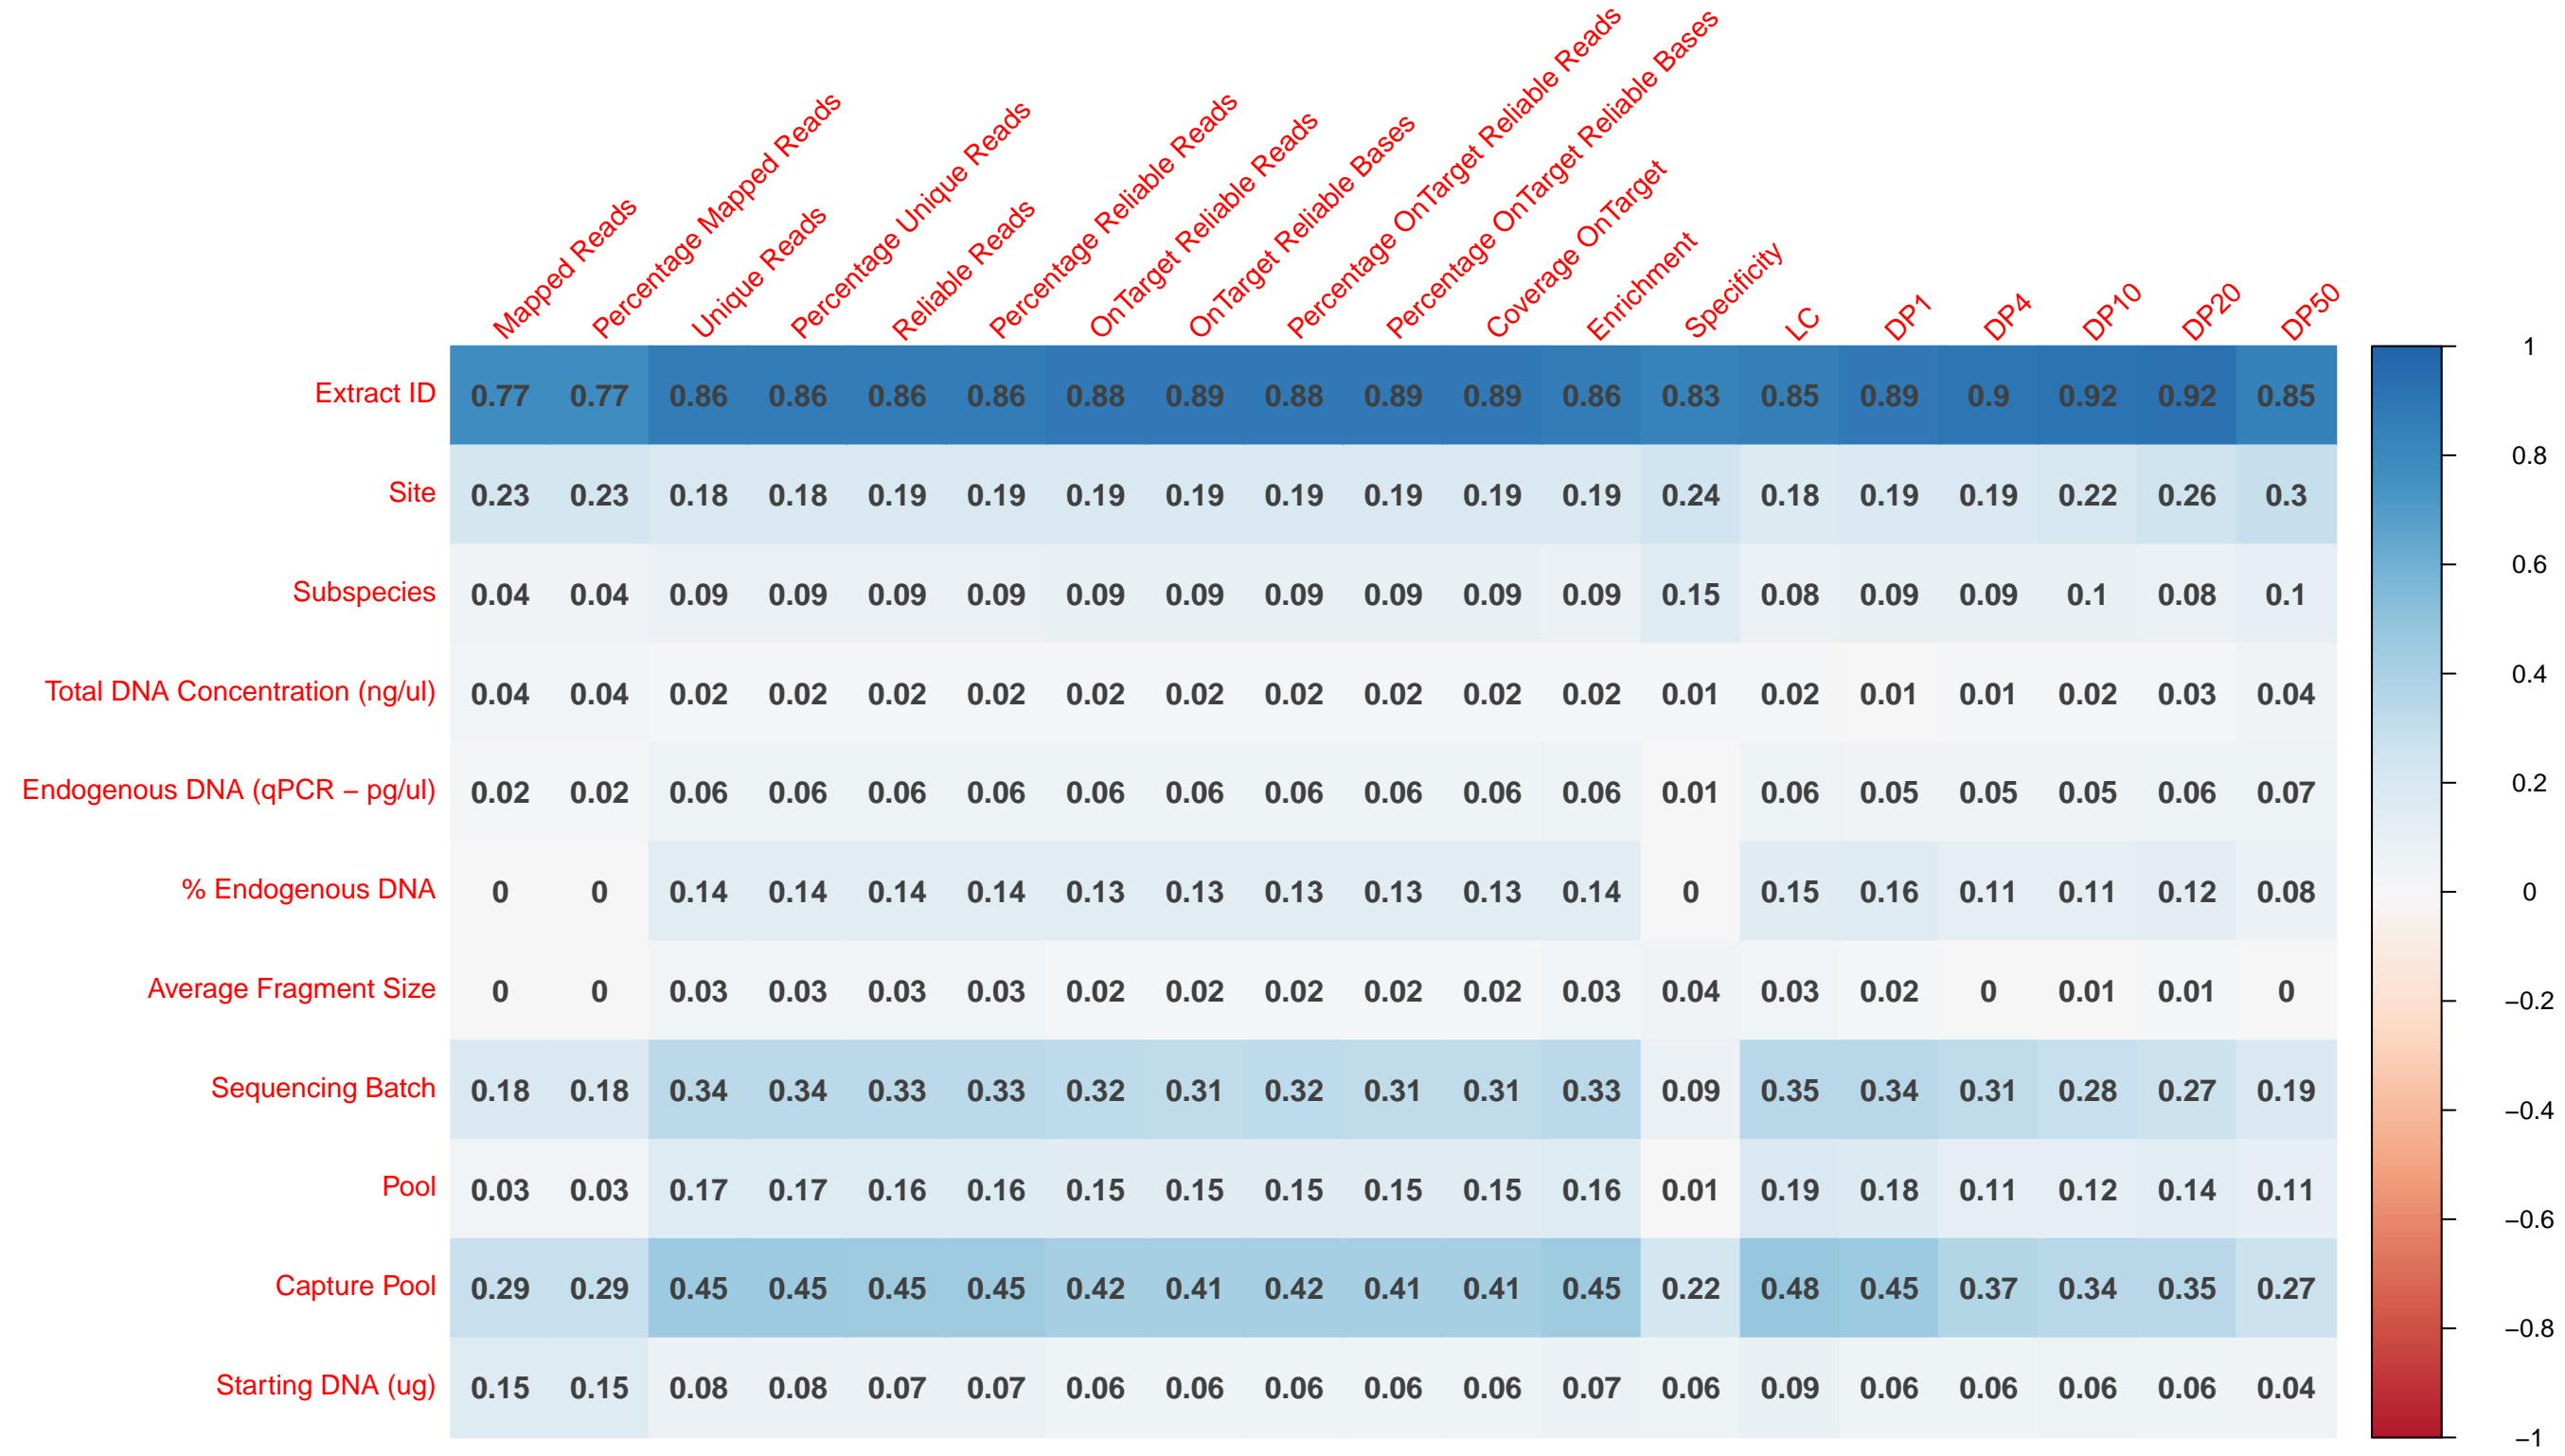 Mapped Reads
Percentage Mapped Reads
Unique Reads
Percentage Unique Reads
Reliable Reads
Percentage Reliable Reads
OnTarget Reliable Reads
OnTarget Reliable Bases
Percentage OnTarget Reliable Reads
Percentage OnTarget Reliable Bases
Coverage OnTarget
Enrichment
Specificity
LC
DP1
DP4
DP10
DP20
DP50
Extract ID 0.77 0.77 0.86 0.86 0.86 0.86 0.88 0.89 0.88 0.89 0.89 0.86 0.83 0.85 0.89 0.9 0.92 0.92 0.85
Site 0.23 0.23 0.18 0.18 0.19 0.19 0.19 0.19 0.19 0.19 0.19 0.19 0.24 0.18 0.19 0.19 0.22 0.26 0.3
Subspecies 0.04 0.04 0.09 0.09 0.09 0.09 0.09 0.09 0.09 0.09 0.09 0.09 0.15 0.08 0.09 0.09 0.1 0.08 0.1
Total DNA Concentration (ng/ul) 0.04 0.04 0.02 0.02 0.02 0.02 0.02 0.02 0.02 0.02 0.02 0.02 0.01 0.02 0.01 0.01 0.02 0.03 0.04
Endogenous DNA (qPCR − pg/ul) 0.02 0.02 0.06 0.06 0.06 0.06 0.06 0.06 0.06 0.06 0.06 0.06 0.01 0.06 0.05 0.05 0.05 0.06 0.07
% Endogenous DNA 0 0 0.14 0.14 0.14 0.14 0.13 0.13 0.13 0.13 0.13 0.14 0 0.15 0.16 0.11 0.11 0.12 0.08
Average Fragment Size 0 0 0.03 0.03 0.03 0.03 0.02 0.02 0.02 0.02 0.02 0.03 0.04 0.03 0.02 0 0.01 0.01 0
Sequencing Batch 0.18 0.18 0.34 0.34 0.33 0.33 0.32 0.31 0.32 0.31 0.31 0.33 0.09 0.35 0.34 0.31 0.28 0.27 0.19
Pool 0.03 0.03 0.17 0.17 0.16 0.16 0.15 0.15 0.15 0.15 0.15 0.16 0.01 0.19 0.18 0.11 0.12 0.14 0.11
Capture Pool 0.29 0.29 0.45 0.45 0.45 0.45 0.42 0.41 0.42 0.41 0.41 0.45 0.22 0.48 0.45 0.37 0.34 0.35 0.27
Starting DNA (ug) 0.15 0.15 0.08 0.08 0.07 0.07 0.06 0.06 0.06 0.06 0.06 0.07 0.06 0.09 0.06 0.06 0.06 0.06 0.04
1
0.8
0.6
0.4
0.2
0
−0.2
−0.4
−0.6
−0.8
−1